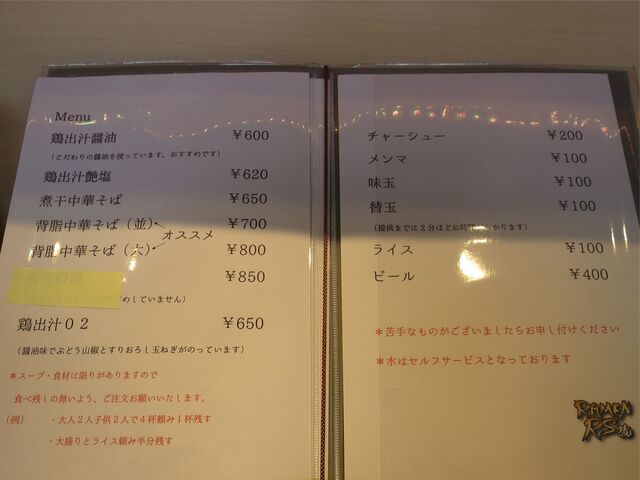 Menu
鶏出汁醤油 ￥600
（こだわりの醤油を使っています。おすすめです）
鶏出汁艶塩 ￥620
煮干中華そば ￥650
背脂中華そば（並） ￥700
オススメ
背脂中華そば（大） ￥800
￥850
めしていません）
鶏出汁０２ ￥650
（醤油味でぶどう山椒とすりおろし玉ねぎがのっています）
＊スープ・食材に限りがありますので
食べ残しの無いよう、ご注文お願いいたします。
（例） ・大人２人子供２人で４杯頼み１杯残す
・大盛りとライス頼み半分残す
チャーシュー ￥200
メンマ ￥100
味玉 ￥100
替玉 ￥100
（提供までに２分ほどお時間かかります）
ライス ￥100
ビール ￥400
＊苦手なものがございましたらお申し付けください
＊水はセルフサービスとなっております
RAMEN
RS